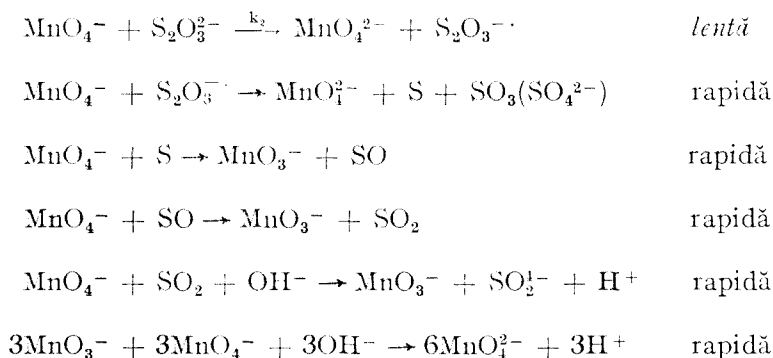 MnO₄⁻ + S₂O₃²⁻ —k₂→ MnO₄²⁻ + S₂O₃⁻· lentă
MnO₄⁻ + S₂O₃⁻· → MnO₄²⁻ + S + SO₃(SO₄²⁻) rapidă
MnO₄⁻ + S → MnO₃⁻ + SO rapidă
MnO₄⁻ + SO → MnO₃⁻ + SO₂ rapidă
MnO₄⁻ + SO₂ + OH⁻ → MnO₃⁻ + SO₂⁴⁻ + H⁺ rapidă
3MnO₃⁻ + 3MnO₄⁻ + 3OH⁻ → 6MnO₄²⁻ + 3H⁺ rapidă